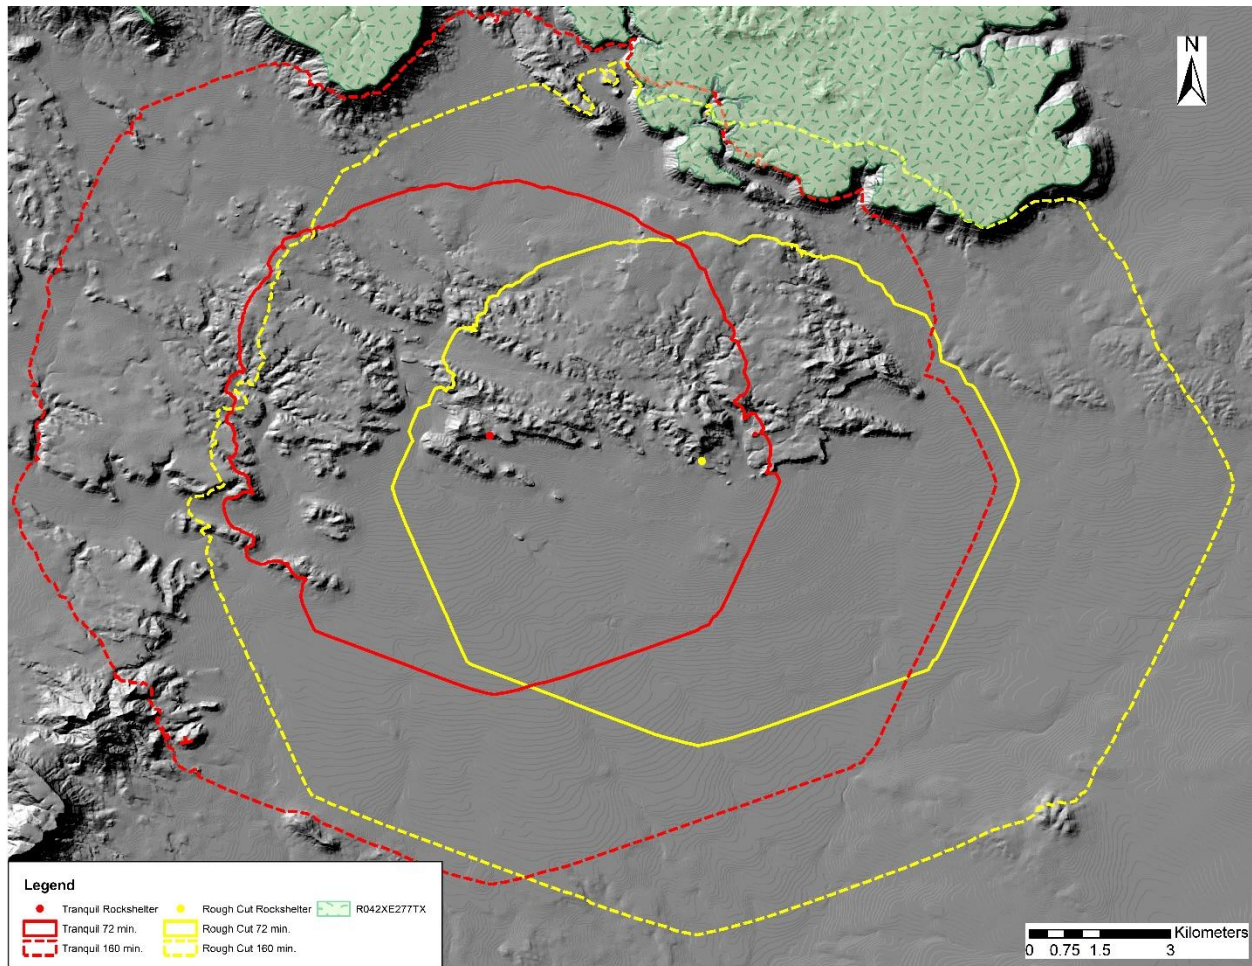 N
Legend
Tranquil Rockshelter Rough Cut Rockshelter R042XE277TX
Tranquil 72 min. Rough Cut 72 min.
Tranquil 160 min. Rough Cut 160 min.
Kilometers
0 0.75 1.5 3